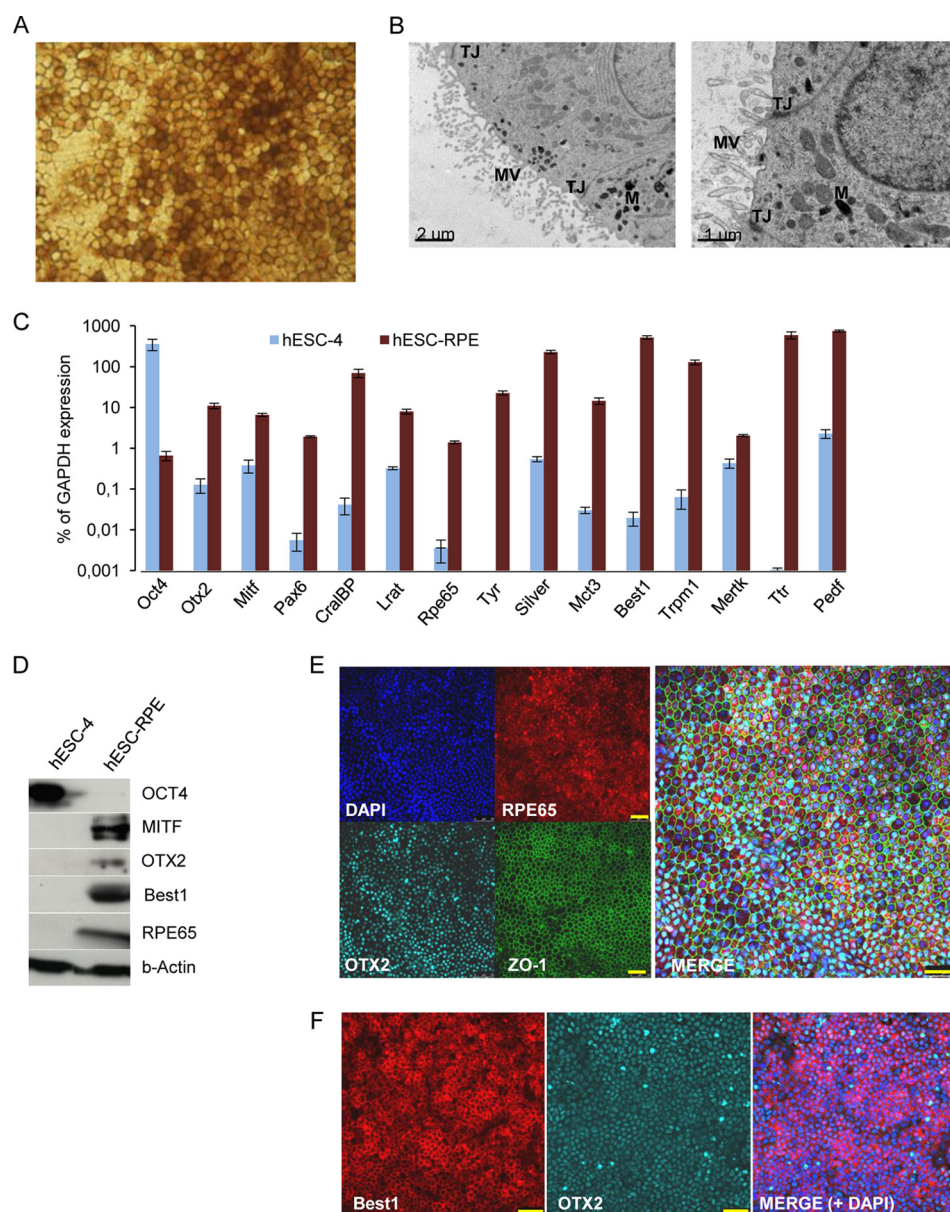 A
B
TJ
MV
TJ
M
2 um
TJ
MV
M
TJ
1 um
C
% of GAPDH expression
1000
100
10
1
0,1
0,01
0,001
hESC-4 hESC-RPE
Oct4 Otx2 Mitf Pax6 CralBP Lrat Rpe65 Tyr Silver Mct3 Best1 Trpm1 Mertk Ttr Pedf
D
hESC-4 hESC-RPE
OCT4
MITF
OTX2
Best1
RPE65
b-Actin
E
DAPI
RPE65
OTX2
ZO-1
MERGE
F
Best1
OTX2
MERGE (+ DAPI)